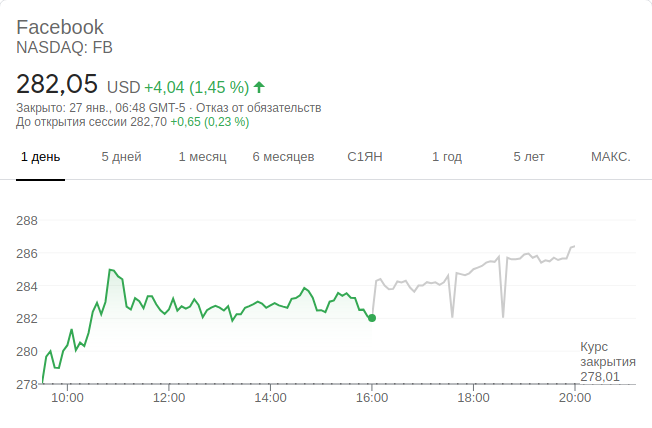 Facebook
NASDAQ: FB
282,05 USD +4,04 (1,45 %)
Закрыто: 27 янв., 06:48 GMT-5 · Отказ от обязательств
До открытия сессии 282,70 +0,65 (0,23 %)
1 день 5 дней 1 месяц 6 месяцев С1ЯН 1 год 5 лет МАКС.
288
286
284
282
280
Курс
закрытия
278,01
278
10:00 12:00 14:00 16:00 18:00 20:00